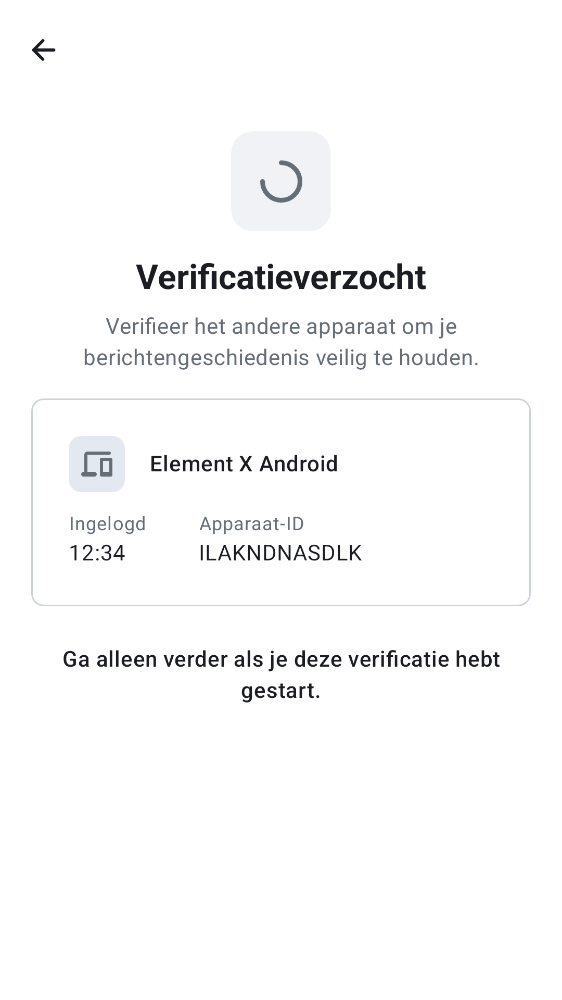 Verificatieverzocht
Verifieer het andere apparaat om je
berichtengeschiedenis veilig te houden.
Element X Android
Ingelogd
12:34
Apparaat-ID
ILAKNDNASDLK
Ga alleen verder als je deze verificatie hebt
gestart.